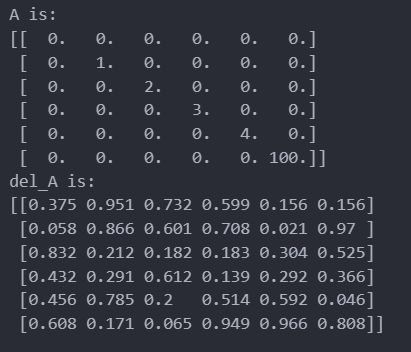 A is:
[[  0.   0.   0.   0.   0.   0.]
 [  0.   1.   0.   0.   0.   0.]
 [  0.   0.   2.   0.   0.   0.]
 [  0.   0.   0.   3.   0.   0.]
 [  0.   0.   0.   0.   4.   0.]
 [  0.   0.   0.   0.   0. 100.]]
del_A is:
[[0.375 0.951 0.732 0.599 0.156 0.156]
 [0.058 0.866 0.601 0.708 0.021 0.97 ]
 [0.832 0.212 0.182 0.183 0.304 0.525]
 [0.432 0.291 0.612 0.139 0.292 0.366]
 [0.456 0.785 0.2   0.514 0.592 0.046]
 [0.608 0.171 0.065 0.949 0.966 0.808]]